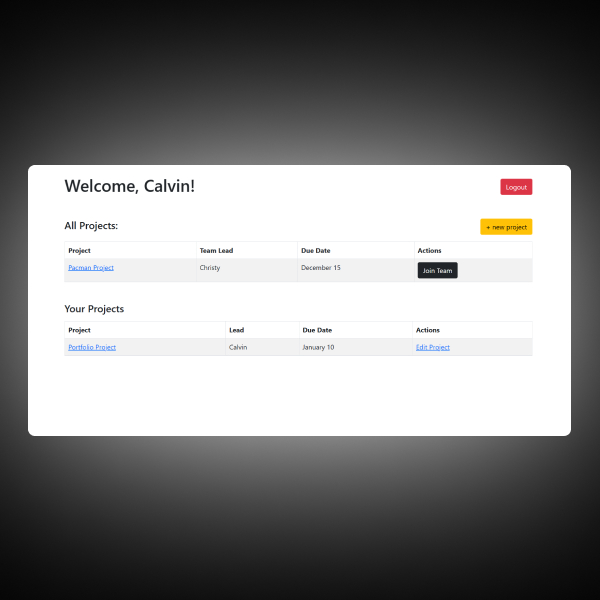 Welcome, Calvin!
Logout
All Projects:
+ new project
Project Team Lead Due Date Actions
Pacman Project Christy December 15 Join Team
Your Projects
Project Lead Due Date Actions
Portfolio Project Calvin January 10 Edit Project